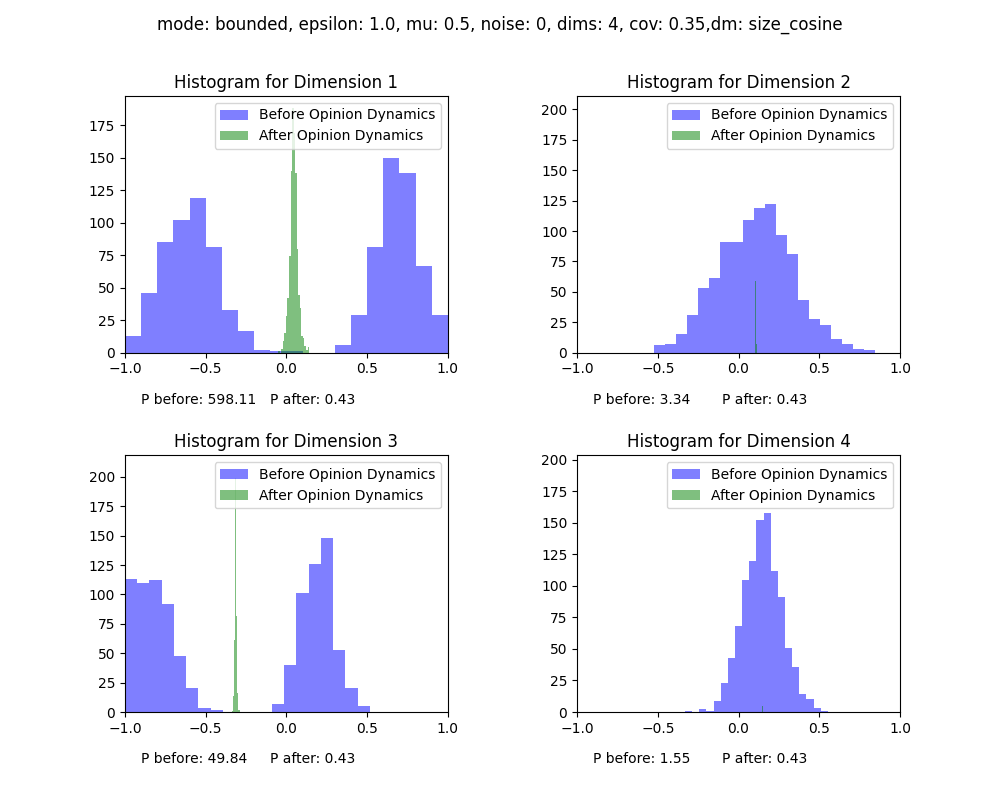 mode: bounded, epsilon: 1.0, mu: 0.5, noise: 0, dims: 4, cov: 0.35,dm: size_cosine
Histogram for Dimension 1
Before Opinion Dynamics
After Opinion Dynamics
175
150
125
100
75
50
25
0
−1.0 −0.5 0.0 0.5 1.0
P before: 598.11 P after: 0.43
Histogram for Dimension 2
Before Opinion Dynamics
After Opinion Dynamics
200
175
150
125
100
75
50
25
0
−1.0 −0.5 0.0 0.5 1.0
P before: 3.34 P after: 0.43
Histogram for Dimension 3
Before Opinion Dynamics
After Opinion Dynamics
200
175
150
125
100
75
50
25
0
−1.0 −0.5 0.0 0.5 1.0
P before: 49.84 P after: 0.43
Histogram for Dimension 4
Before Opinion Dynamics
After Opinion Dynamics
200
175
150
125
100
75
50
25
0
−1.0 −0.5 0.0 0.5 1.0
P before: 1.55 P after: 0.43